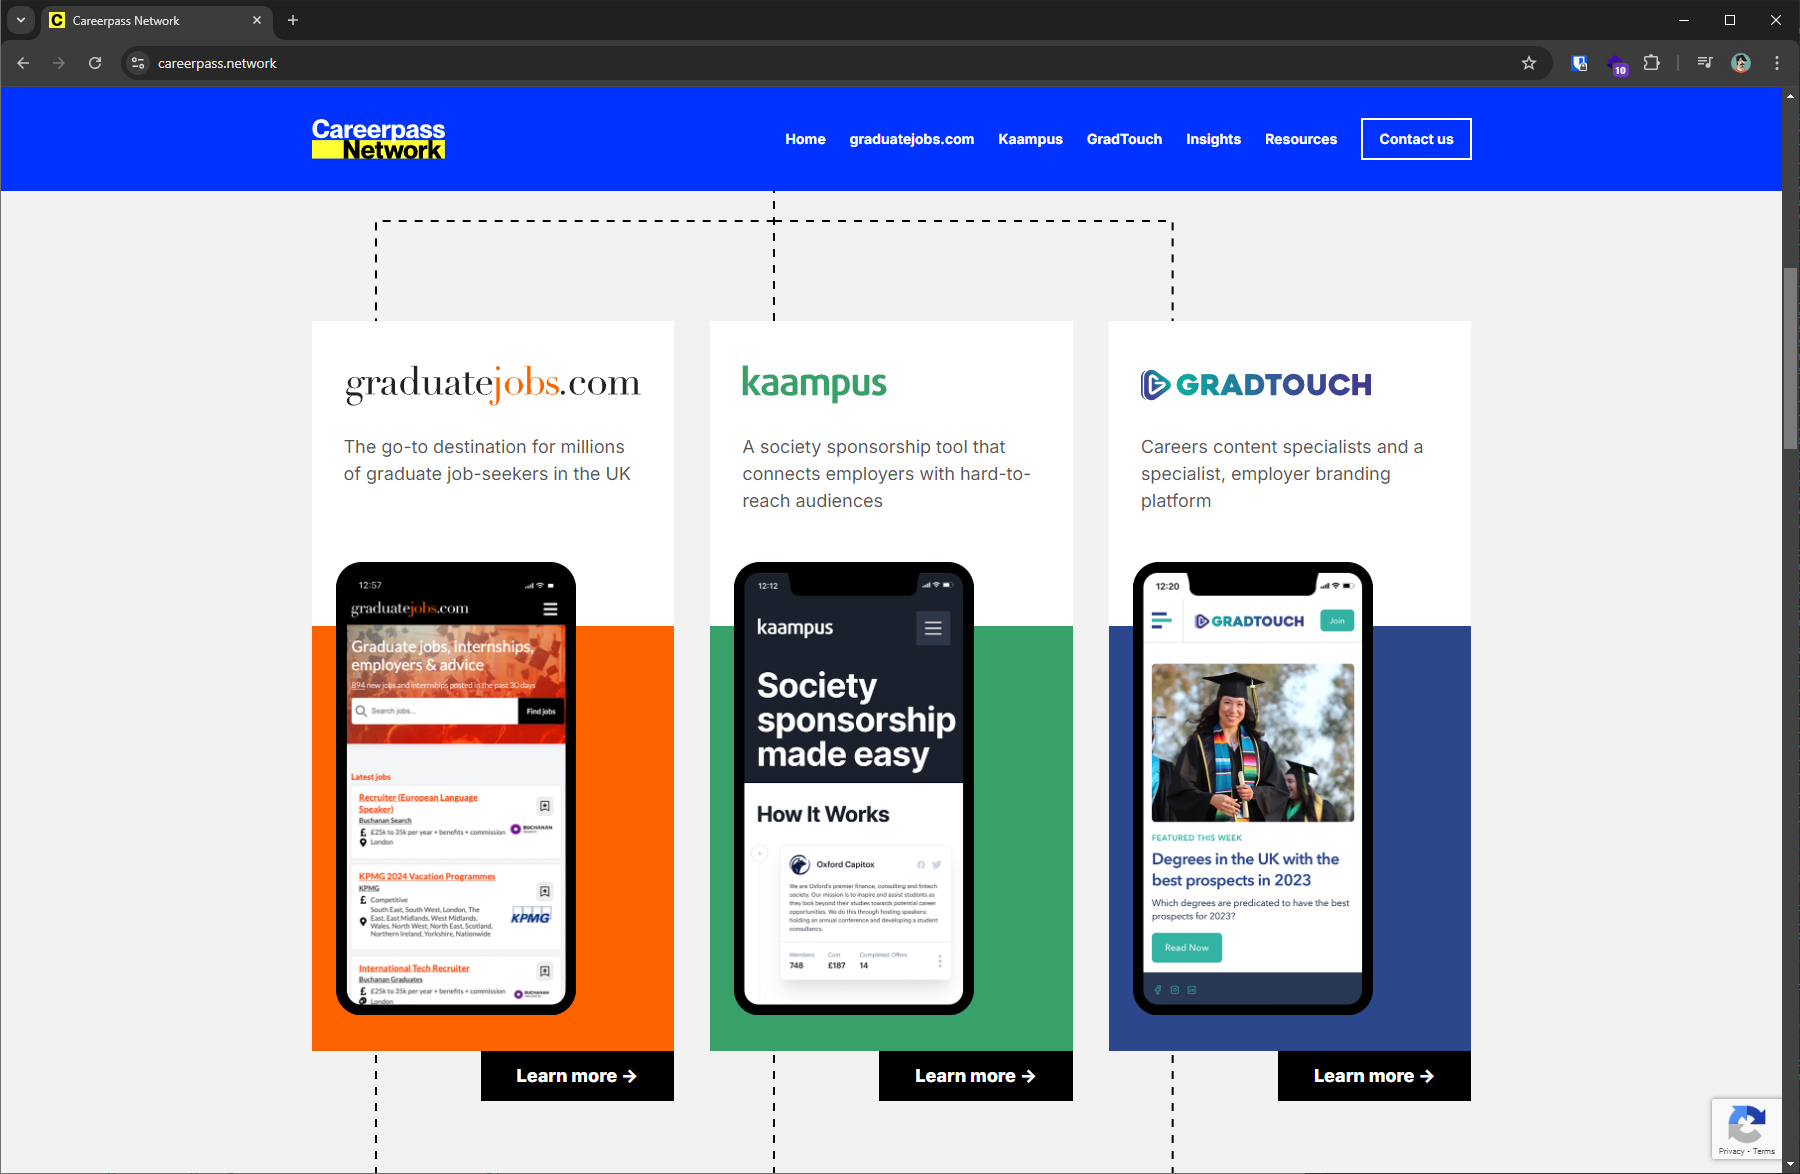 Careerpass Network
careerpass.network
10
Careerpass
Network
Home
graduatejobs.com
Kaampus
GradTouch
Insights
Resources
Contact us
graduatejobs.com
The go-to destination for millions
of graduate job-seekers in the UK
12:57
graduatejobs.com
Graduate jobs, internships,
employers & advice
894 new jobs and internships posted in the past 30 days
Search jobs...
Find jobs
Latest jobs
Recruiter (European Language
Speaker)
Buchanan Search
£25k to 35k per year + benefits + commission
London
BUCHANAN
KPMG 2024 Vacation Programmes
KPMG
Competitive
South East, South West, London, The
East, East Midlands, West Midlands,
Wales, North West, North East, Scotland,
Northern Ireland, Yorkshire, Nationwide
KPMG
International Tech Recruiter
Buchanan Graduates
£25k to 35k per year + benefits + commission
London
BUCHANAN
Learn more →
kaampus
A society sponsorship tool that
connects employers with hard-to-
reach audiences
12:12
kaampus
Society
sponsorship
made easy
How It Works
Oxford Capitox
We are Oxford's premier finance, consulting and fintech
society. Our mission is to inspire and assist students as
they look beyond their studies towards potential career
opportunities. We do this through hosting speakers;
holding an annual conference and developing a student
consultancy.
Members
748
Cost
£187
Completed Offers
14
Learn more →
GRADTOUCH
Careers content specialists and a
specialist, employer branding
platform
12:20
GRADTOUCH
Join
FEATURED THIS WEEK
Degrees in the UK with the
best prospects in 2023
Which degrees are predicated to have the best
prospects for 2023?
Read Now
Learn more →
Privacy - Terms